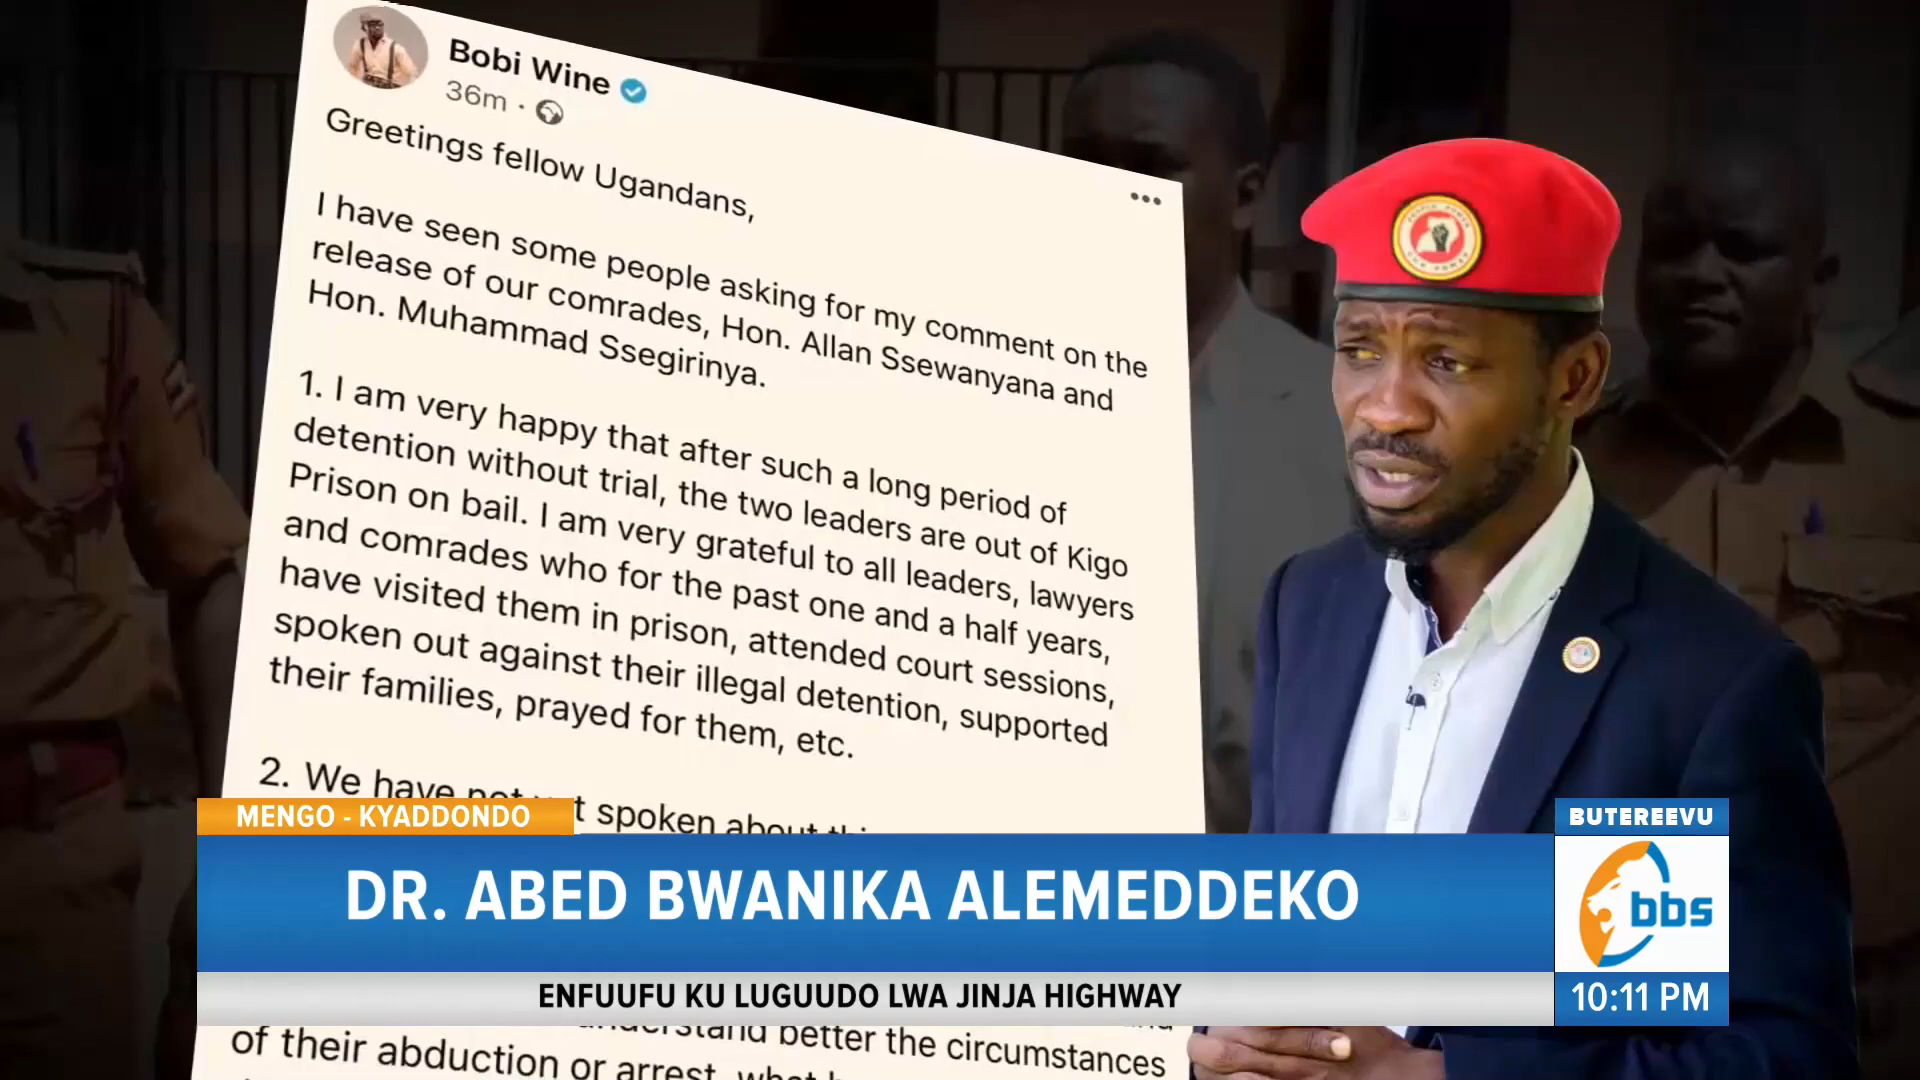 Bobi Wine
36m ·
Greetings fellow Ugandans,
I have seen some people asking for my comment on the
release of our comrades, Hon. Allan Ssewanyana and
Hon. Muhammad Ssegirinya.
1. I am very happy that after such a long period of
detention without trial, the two leaders are out of Kigo
Prison on bail. I am very grateful to all leaders, lawyers
and comrades who for the past one and a half years,
have visited them in prison, attended court sessions,
spoken out against their illegal detention, supported
their families, prayed for them, etc.
2. We have not spoken about
MENGO - KYADDONDO
BUTEREEVU
DR. ABED BWANIKA ALEMEDDEKO
bbs
ENFUUFU KU LUGUUDO LWA JINJA HIGHWAY
10:11 PM
understand better the circumstances
of their abduction or arrest, what